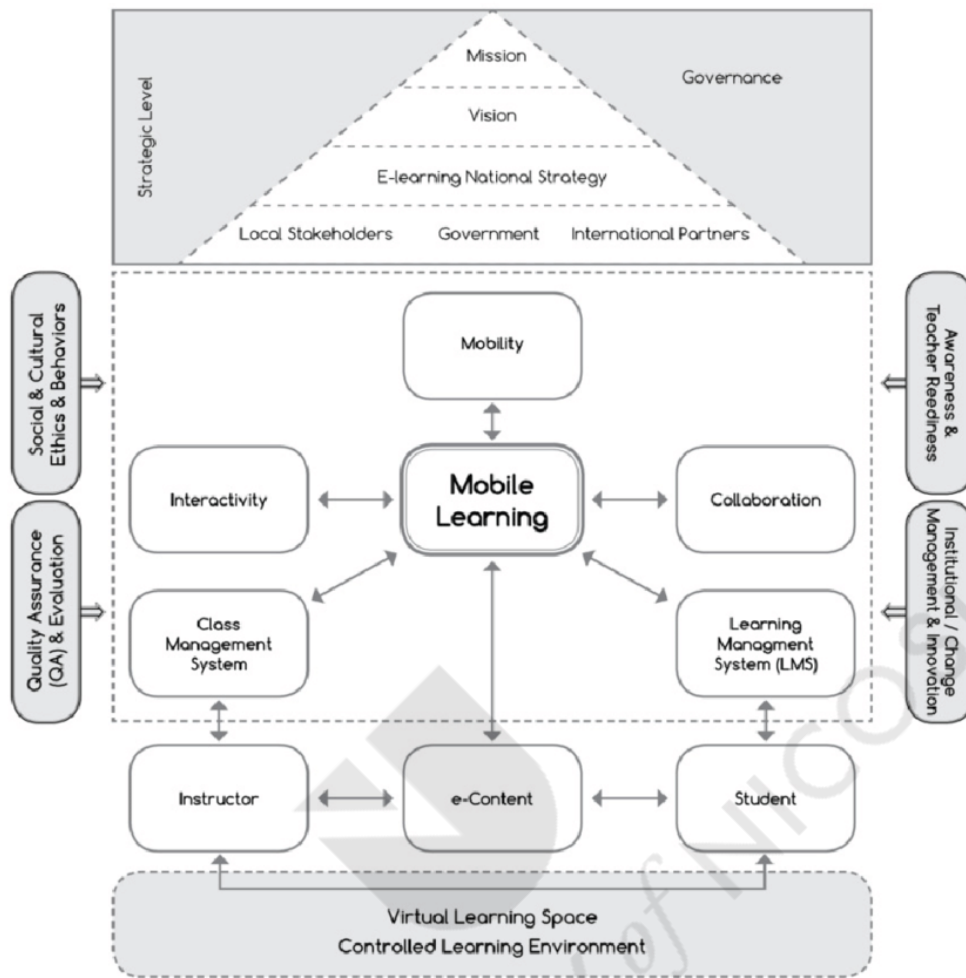 Mission
Governance
Strategic Level
Vision
E-learning National Strategy
Local Stakeholders
Government
International Partners
Social & Cultural
Ethics & Behaviors
Mobility
Awareness &
Teacher Reediness
Interactivity
Mobile
Learning
Collaboration
Quality Assurance
(QA) & Evaluation
Class
Management
System
Learning
Managment
System (LMS)
Institutional / Change
Management & Innovation
Instructor
e-Content
Student
Virtual Learning Space
Controlled Learning Environment
of NICOS